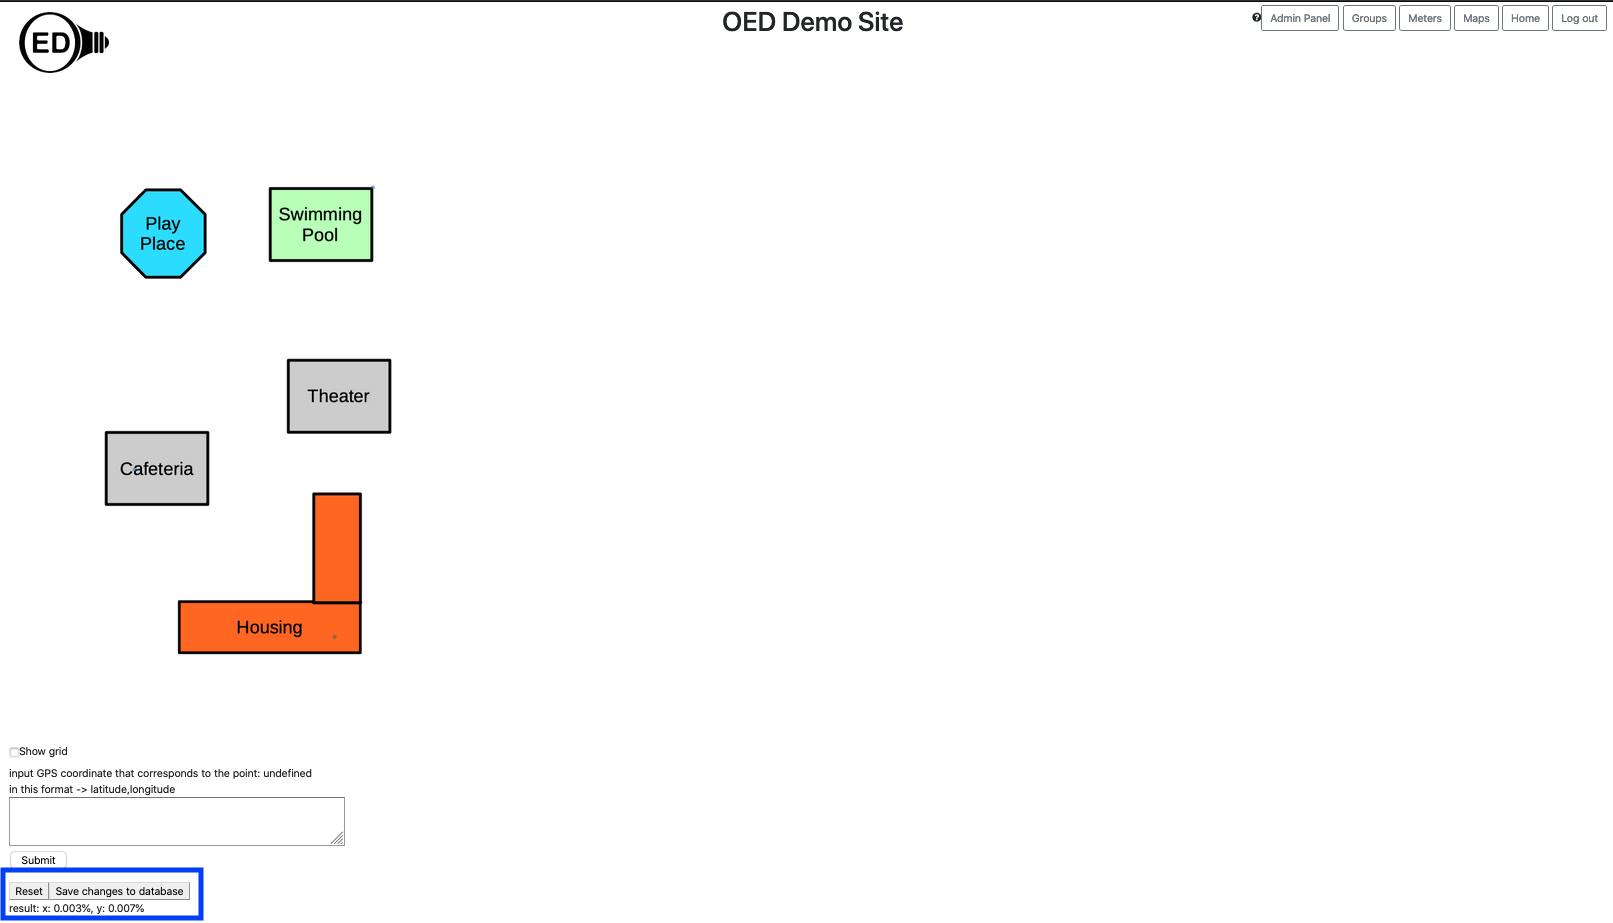 ED
OED Demo Site
Admin Panel
Groups
Meters
Maps
Home
Log out
Play
Place
Swimming
Pool
Theater
Cafeteria
Housing
Show grid
input GPS coordinate that corresponds to the point: undefined
in this format -> latitude,longitude
Submit
Reset
Save changes to database
result: x: 0.003%, y: 0.007%